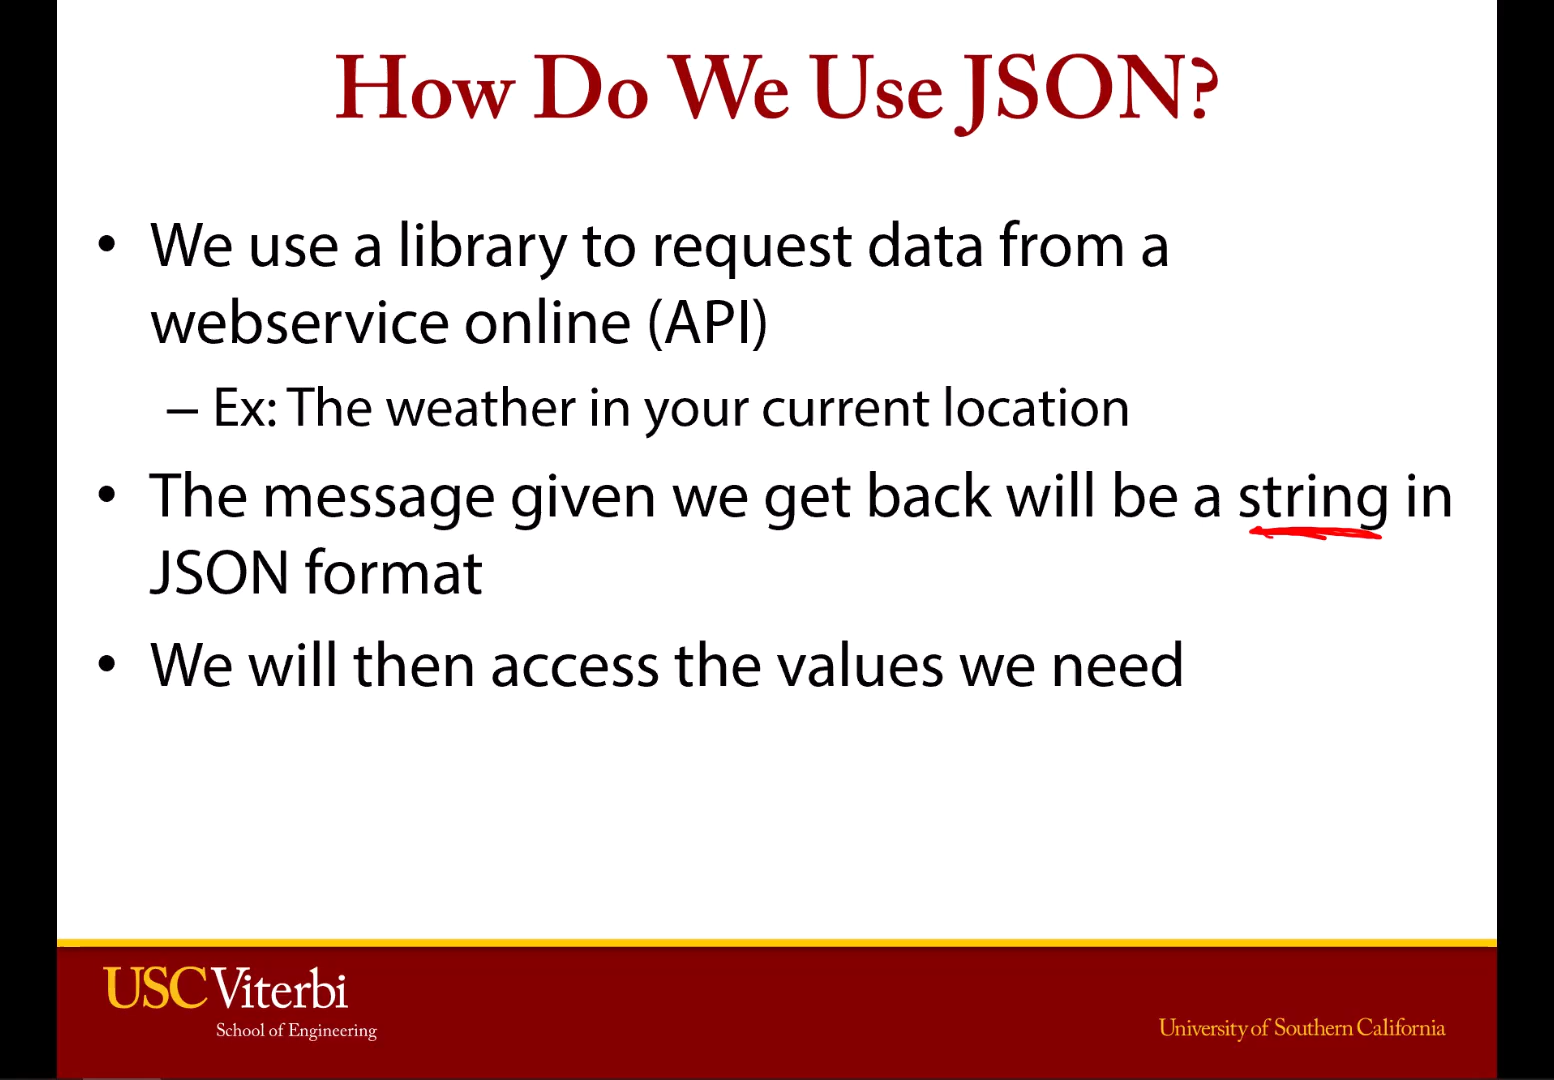 How Do We Use JSON?
• We use a library to request data from a
webservice online (API)
– Ex: The weather in your current location
• The message given we get back will be a string in
JSON format
• We will then access the values we need
USC Viterbi
School of Engineering
University of Southern California